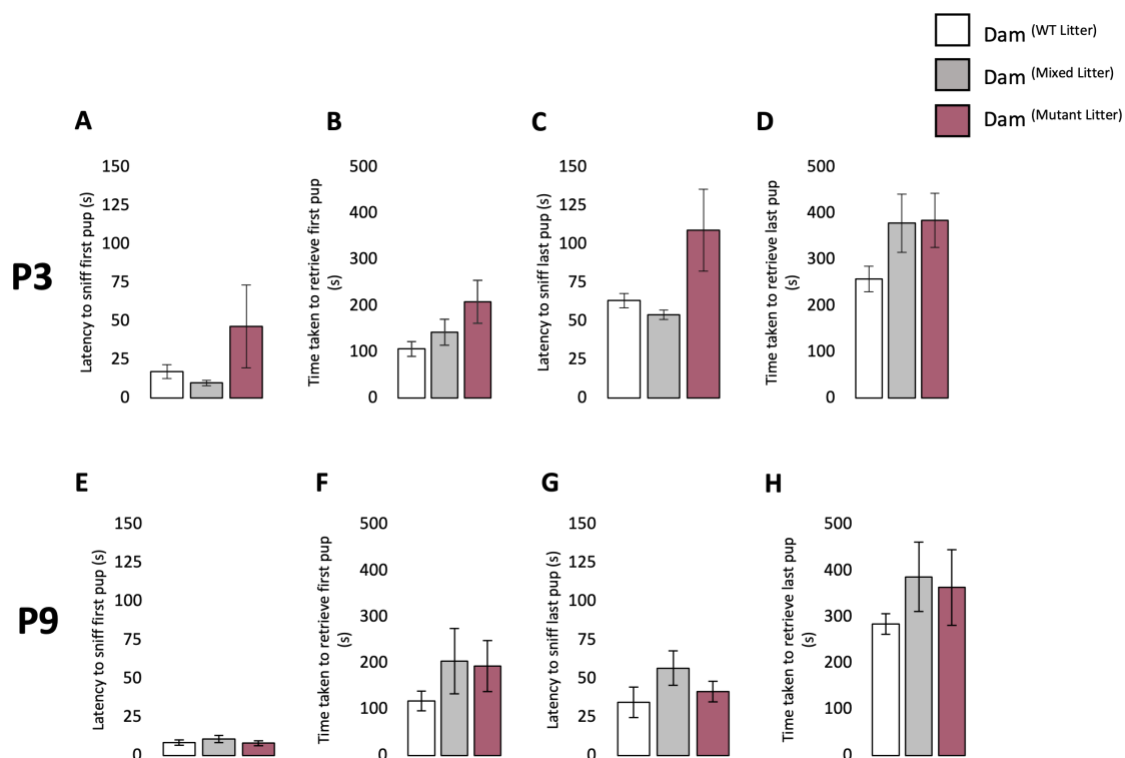 Dam (WT Litter)
Dam (Mixed Litter)
Dam (Mutant Litter)
A
B
C
D
P3
Latency to sniff first pup (s)
150
125
100
75
50
25
0
Time taken to retrieve first pup
(s)
500
400
300
200
100
0
Latency to sniff last pup (s)
150
125
100
75
50
25
0
Time taken to retrieve last pup
(s)
500
400
300
200
100
0
E
F
G
H
P9
Latency to sniff first pup (s)
150
125
100
75
50
25
0
Time taken to retrieve first pup
(s)
500
400
300
200
100
0
Latency to sniff last pup (s)
150
125
100
75
50
25
0
Time taken to retrieve last pup
(s)
500
400
300
200
100
0